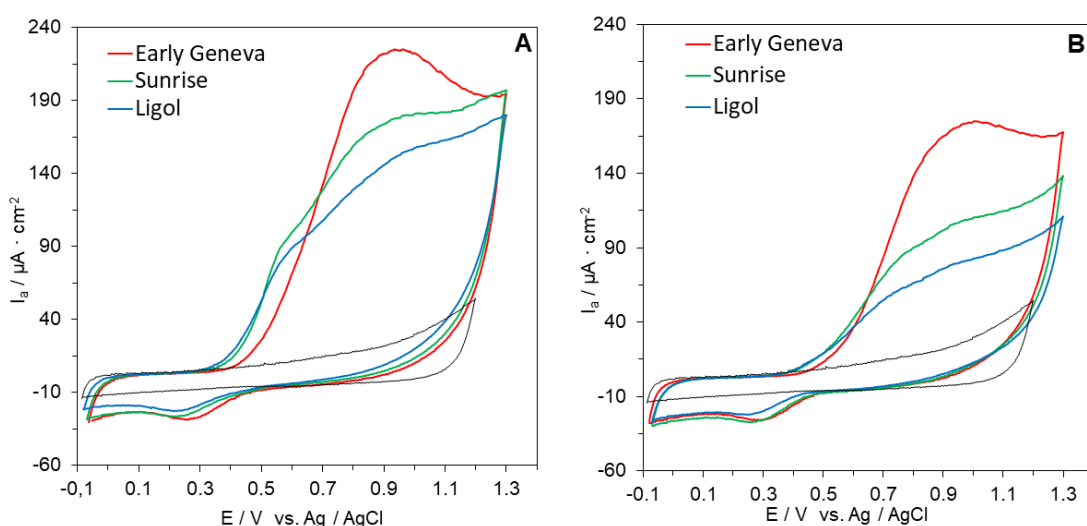 A
Early Geneva
Sunrise
Ligol
240
190
140
90
40
-10
-60
I a / µA · cm-2
-0,1 0.1 0.3 0.5 0.7 0.9 1.1 1.3
E / V vs. Ag / AgCl
B
Early Geneva
Sunrise
Ligol
240
190
140
90
40
-10
-60
I a / µA · cm-2
-0.1 0.1 0.3 0.5 0.7 0.9 1.1 1.3
E / V vs. Ag / AgCl